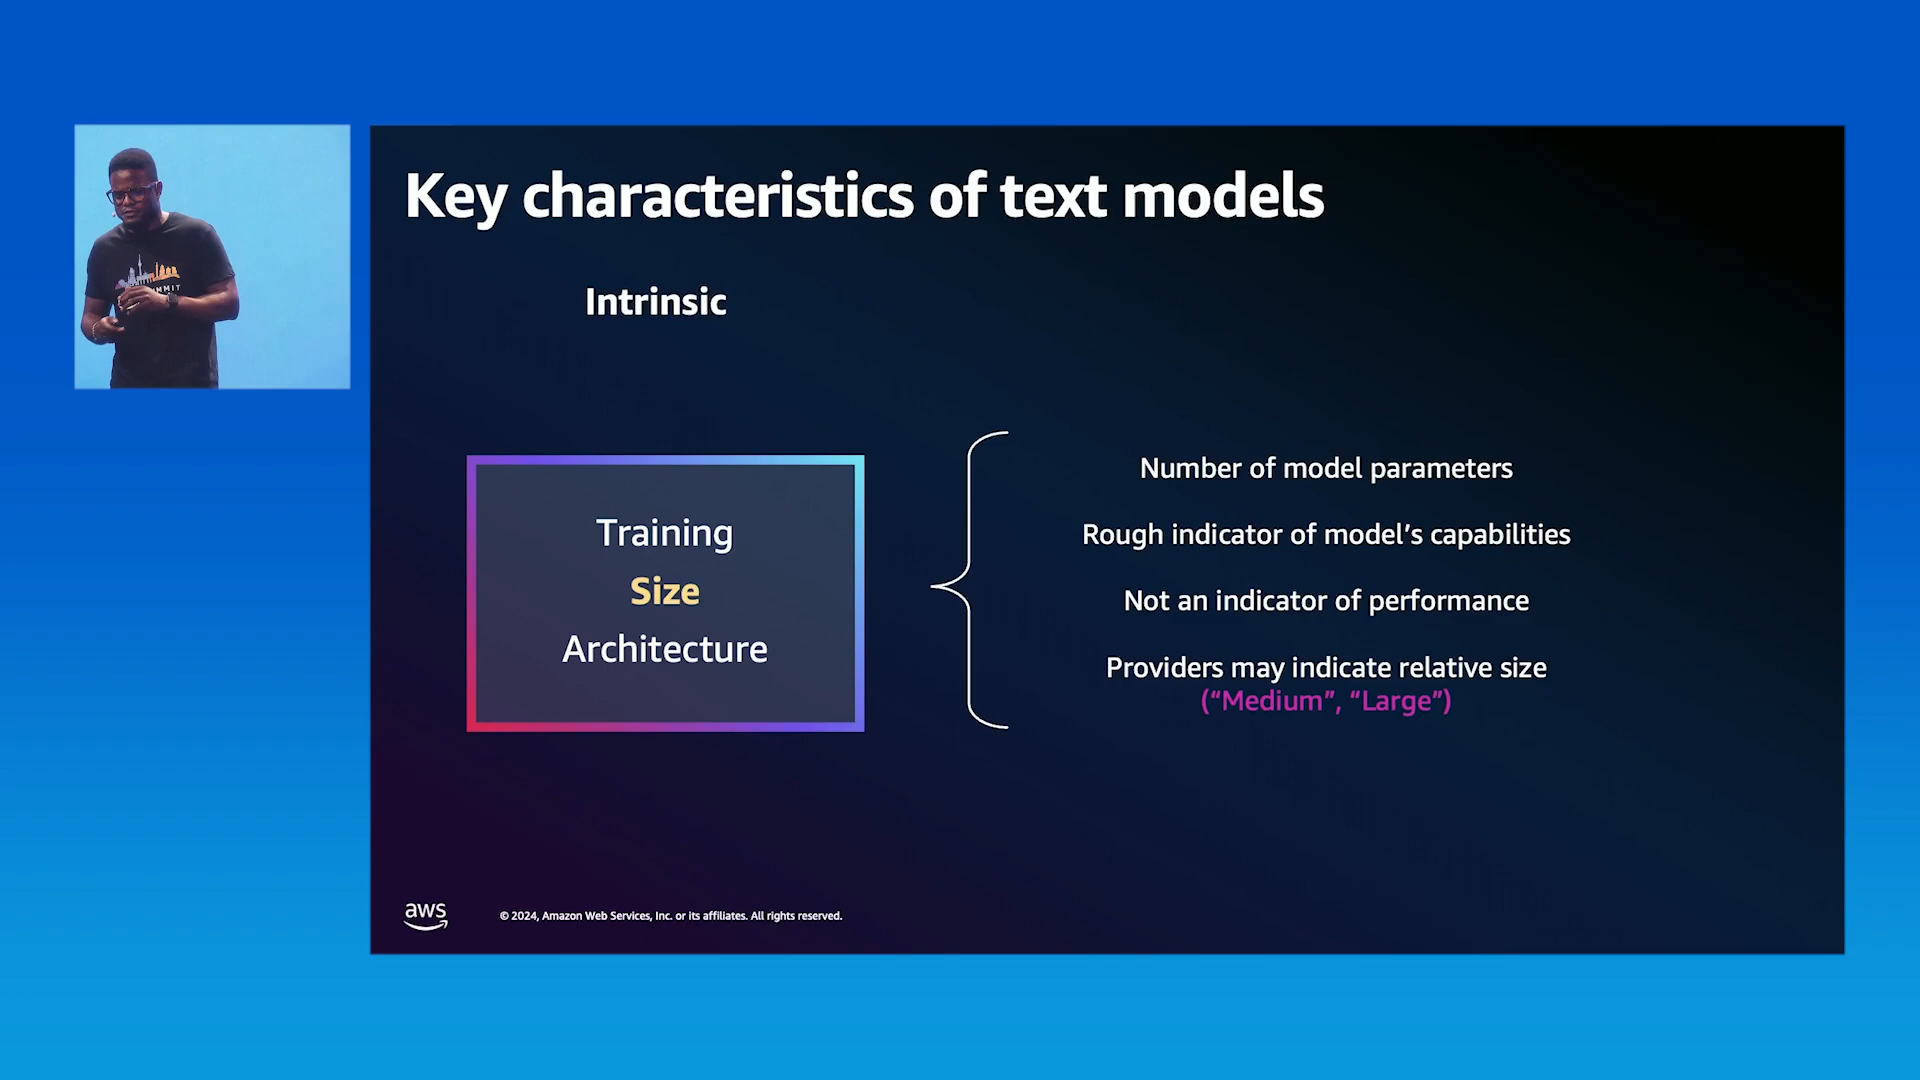 Key characteristics of text models
Intrinsic
Training
Size
Architecture
Number of model parameters
Rough indicator of model’s capabilities
Not an indicator of performance
Providers may indicate relative size
(“Medium”, “Large”)
aws
© 2024, Amazon Web Services, Inc. or its affiliates. All rights reserved.